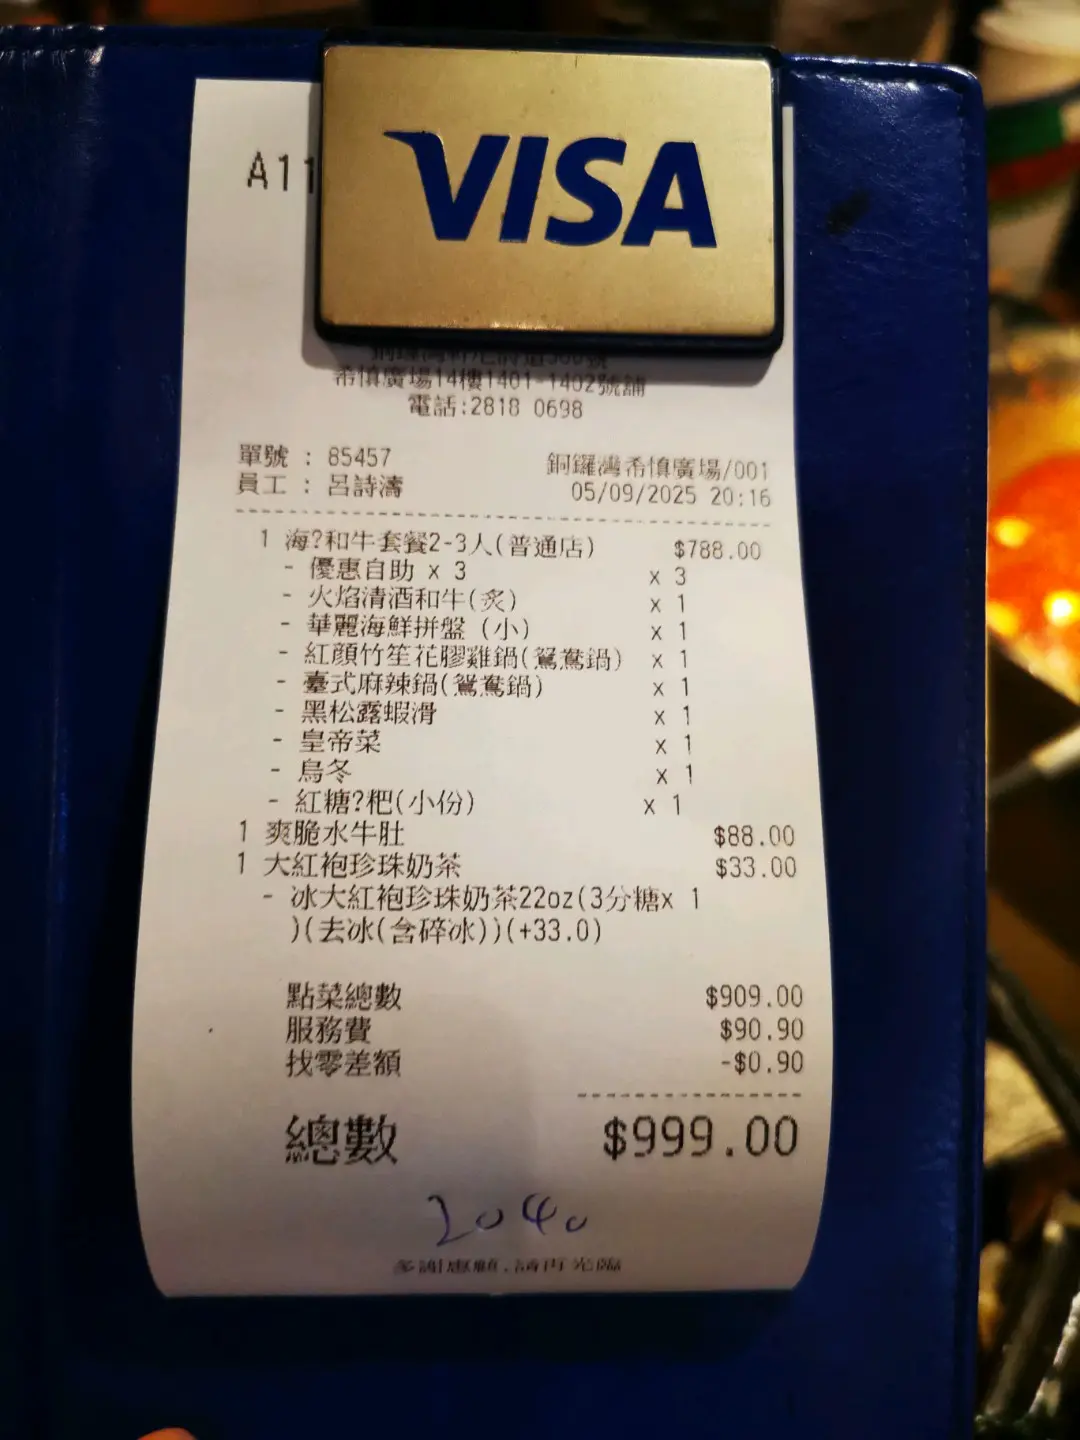 VISA
A11
希慎廣場14樓1401-1402號舖
電話:2818 0698
單號 : 85457
銅鑼灣希慎廣場/001
員工 : 呂詩濤
05/09/2025 20:16
1 海?和牛套餐2-3人(普通店) $788.00
- 優惠自助 x 3 x 3
- 火焰清酒和牛(炙) x 1
- 華麗海鮮拼盤 (小) x 1
- 紅顏竹笙花膠雞鍋(鴛鴦鍋) x 1
- 臺式麻辣鍋(鴛鴦鍋) x 1
- 黑松露蝦滑 x 1
- 皇帝菜 x 1
- 烏冬 x 1
- 紅糖?粑(小份) x 1
1 爽脆水牛肚 $88.00
1 大紅袍珍珠奶茶 $33.00
- 冰大紅袍珍珠奶茶22oz(3分糖x 1
)(去冰(含碎冰))(+33.0)
點菜總數 $909.00
服務費 $90.90
找零差額 -$0.90
總數 $999.00
2040
多謝惠顧,請再光臨